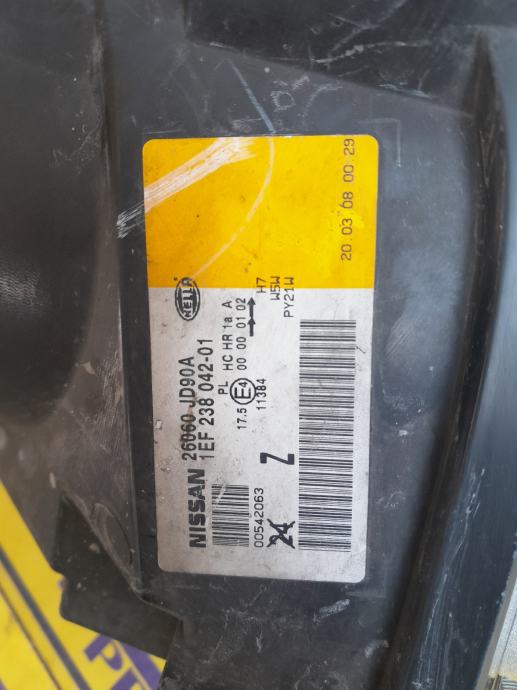 NISSAN 26060 JD90A
1EF 238 042-01
HELLA
PL HC HR 1a A
17.5 E4 00 00 01 02
11384
H7
W5W
PY21W
00542063
Z
24
20 03 08 00 29